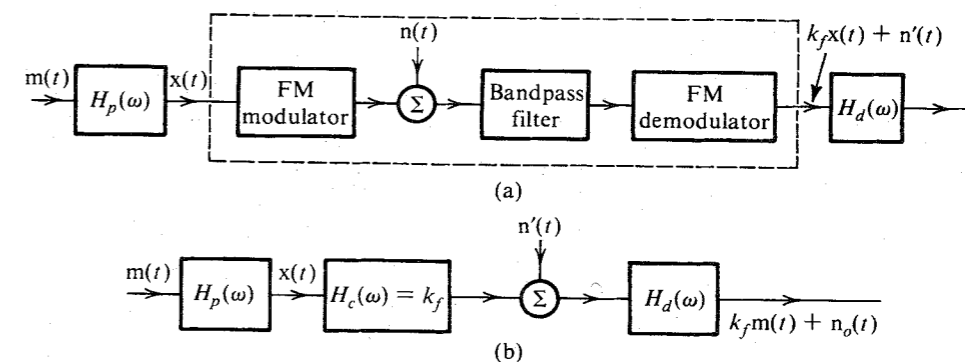 n(t)
k_f x(t) + n'(t)
m(t)
H_p(ω)
x(t)
FM
modulator
Σ
Bandpass
filter
FM
demodulator
H_d(ω)
(a)
n'(t)
m(t)
H_p(ω)
x(t)
H_c(ω) = k_f
Σ
H_d(ω)
k_f m(t) + n_o(t)
(b)